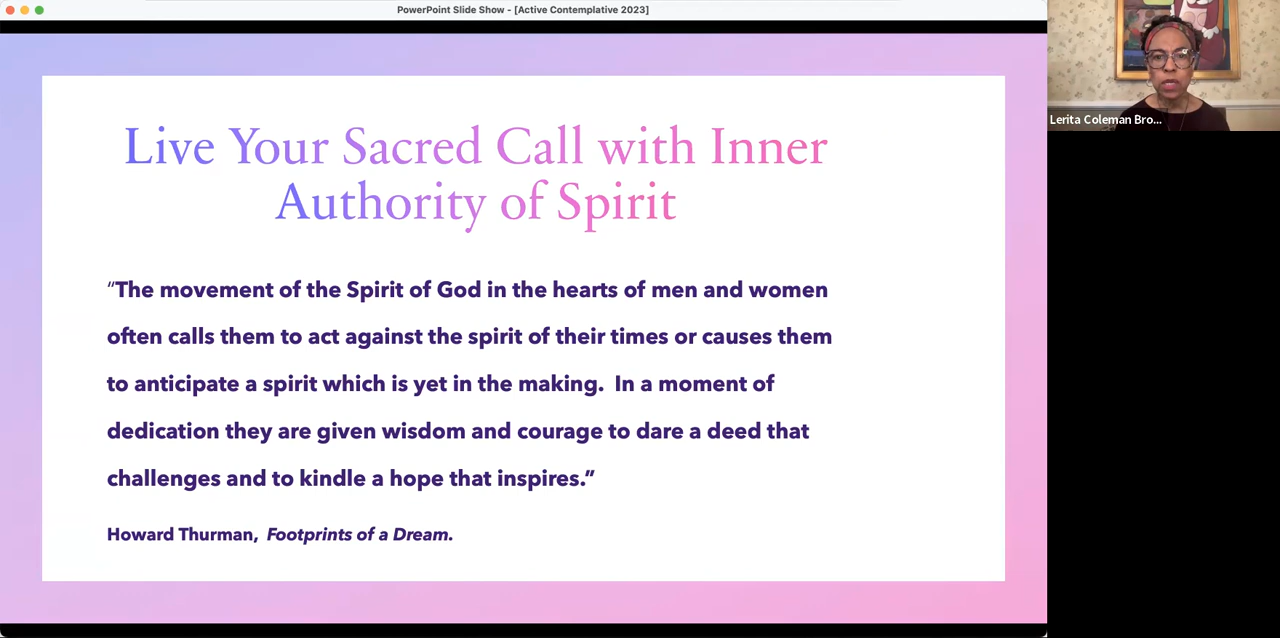 PowerPoint Slide Show - [Active Contemplative 2023]
Live Your Sacred Call with Inner
Authority of Spirit
“The movement of the Spirit of God in the hearts of men and women
often calls them to act against the spirit of their times or causes them
to anticipate a spirit which is yet in the making.  In a moment of
dedication they are given wisdom and courage to dare a deed that
challenges and to kindle a hope that inspires.”
Howard Thurman,  Footprints of a Dream.
Lerita Coleman Bro...